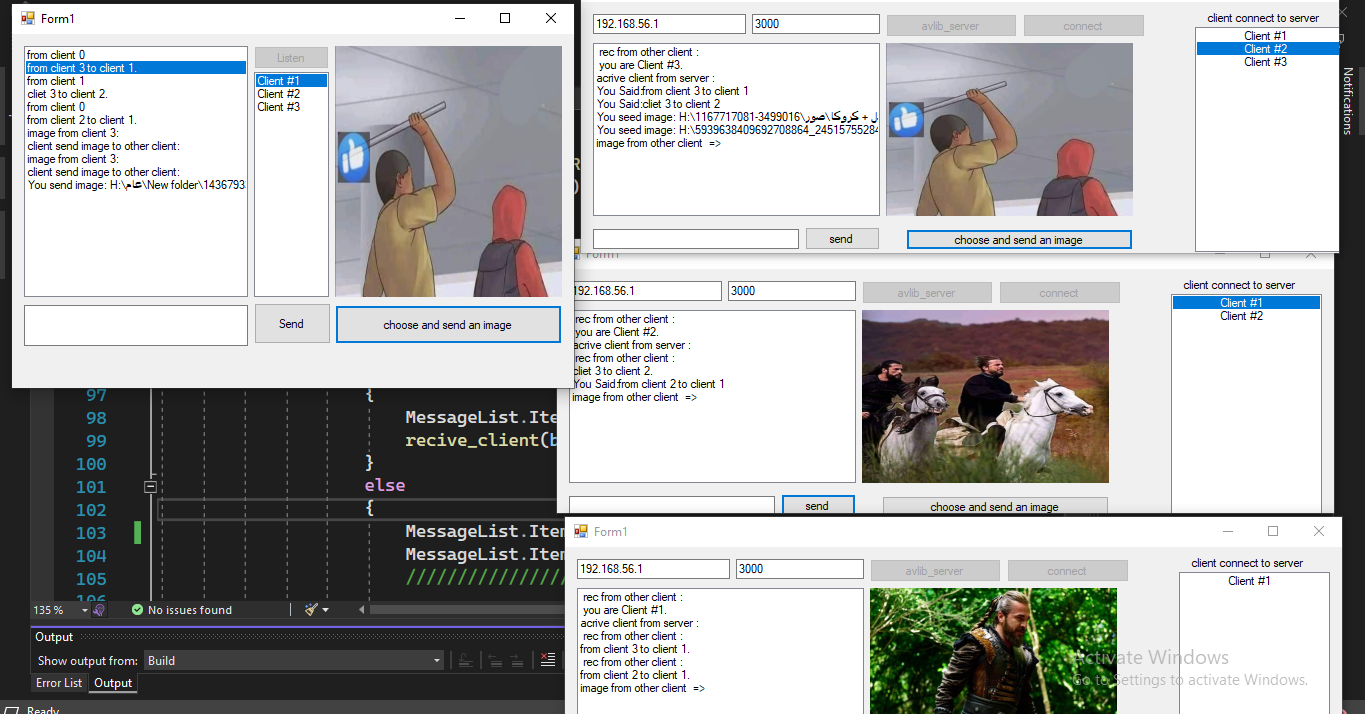 Form1
from client 0
from client 3 to client 1.
from client 1
cliet 3 to client 2.
from client 0
from client 2 to client 1.
image from client 3:
client send image to other client:
image from client 3:
client send image to other client:
You send image: H:\عام\New folder\1436793
Listen
Client #1
Client #2
Client #3
Send
choose and send an image
192.168.56.1
3000
avlib_server
connect
client connect to server
Client #1
Client #2
Client #3
rec from other client :
you are Client #3.
acrive client from server :
You Said:from client 3 to client 1
You Said:cliet 3 to client 2
You seed image: H:\صور\كروكا + ل\1167717081-3499016
You seed image: H:\5939638409692708864_2451575528
image from other client =>
send
choose and send an image
Notifications
Form1
192.168.56.1
3000
avlib_server
connect
client connect to server
Client #1
Client #2
rec from other client :
you are Client #2.
acrive client from server :
rec from other client :
cliet 3 to client 2.
You Said:from client 2 to client 1
image from other client =>
send
choose and send an image
Form1
192.168.56.1
3000
avlib_server
connect
client connect to server
Client #1
rec from other client :
you are Client #1.
acrive client from server :
rec from other client :
from client 3 to client 1.
rec from other client :
from client 2 to client 1.
image from other client =>
97 {
98 MessageList.Ite
99 recive_client(b
100 }
101 else
102 {
103 MessageList.Item
104 MessageList.Item
105 ////////////////
106
135 %
No issues found
Output
Show output from: Build
Error List
Output
Ready
Activate Windows
Go to Settings to activate Windows.